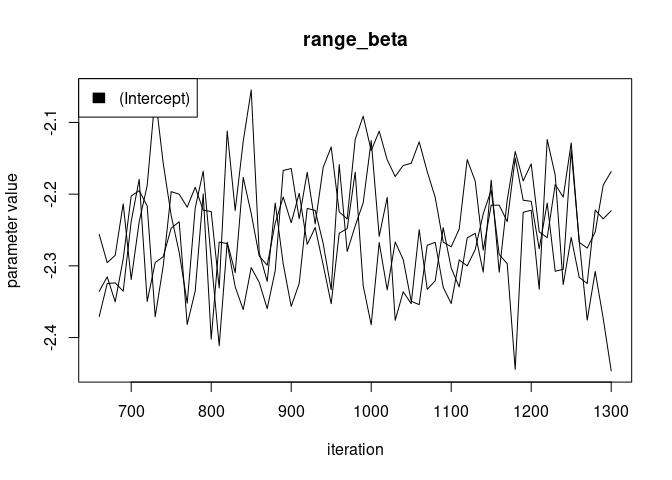 range_beta
(Intercept)
parameter value
-2.1
-2.2
-2.3
-2.4
700 800 900 1000 1100 1200 1300
iteration